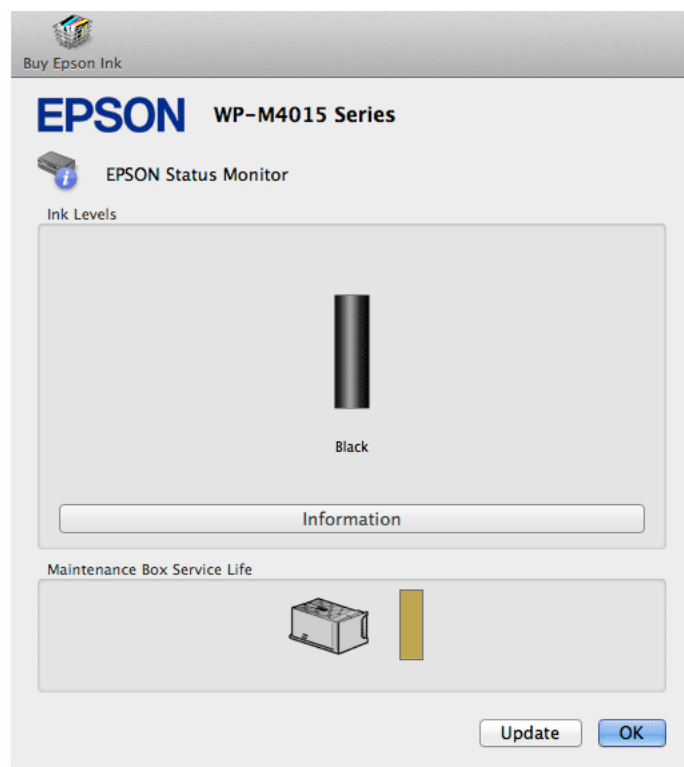 Buy Epson Ink
EPSON WP-M4015 Series
EPSON Status Monitor
Ink Levels
Black
Information
Maintenance Box Service Life
Update OK